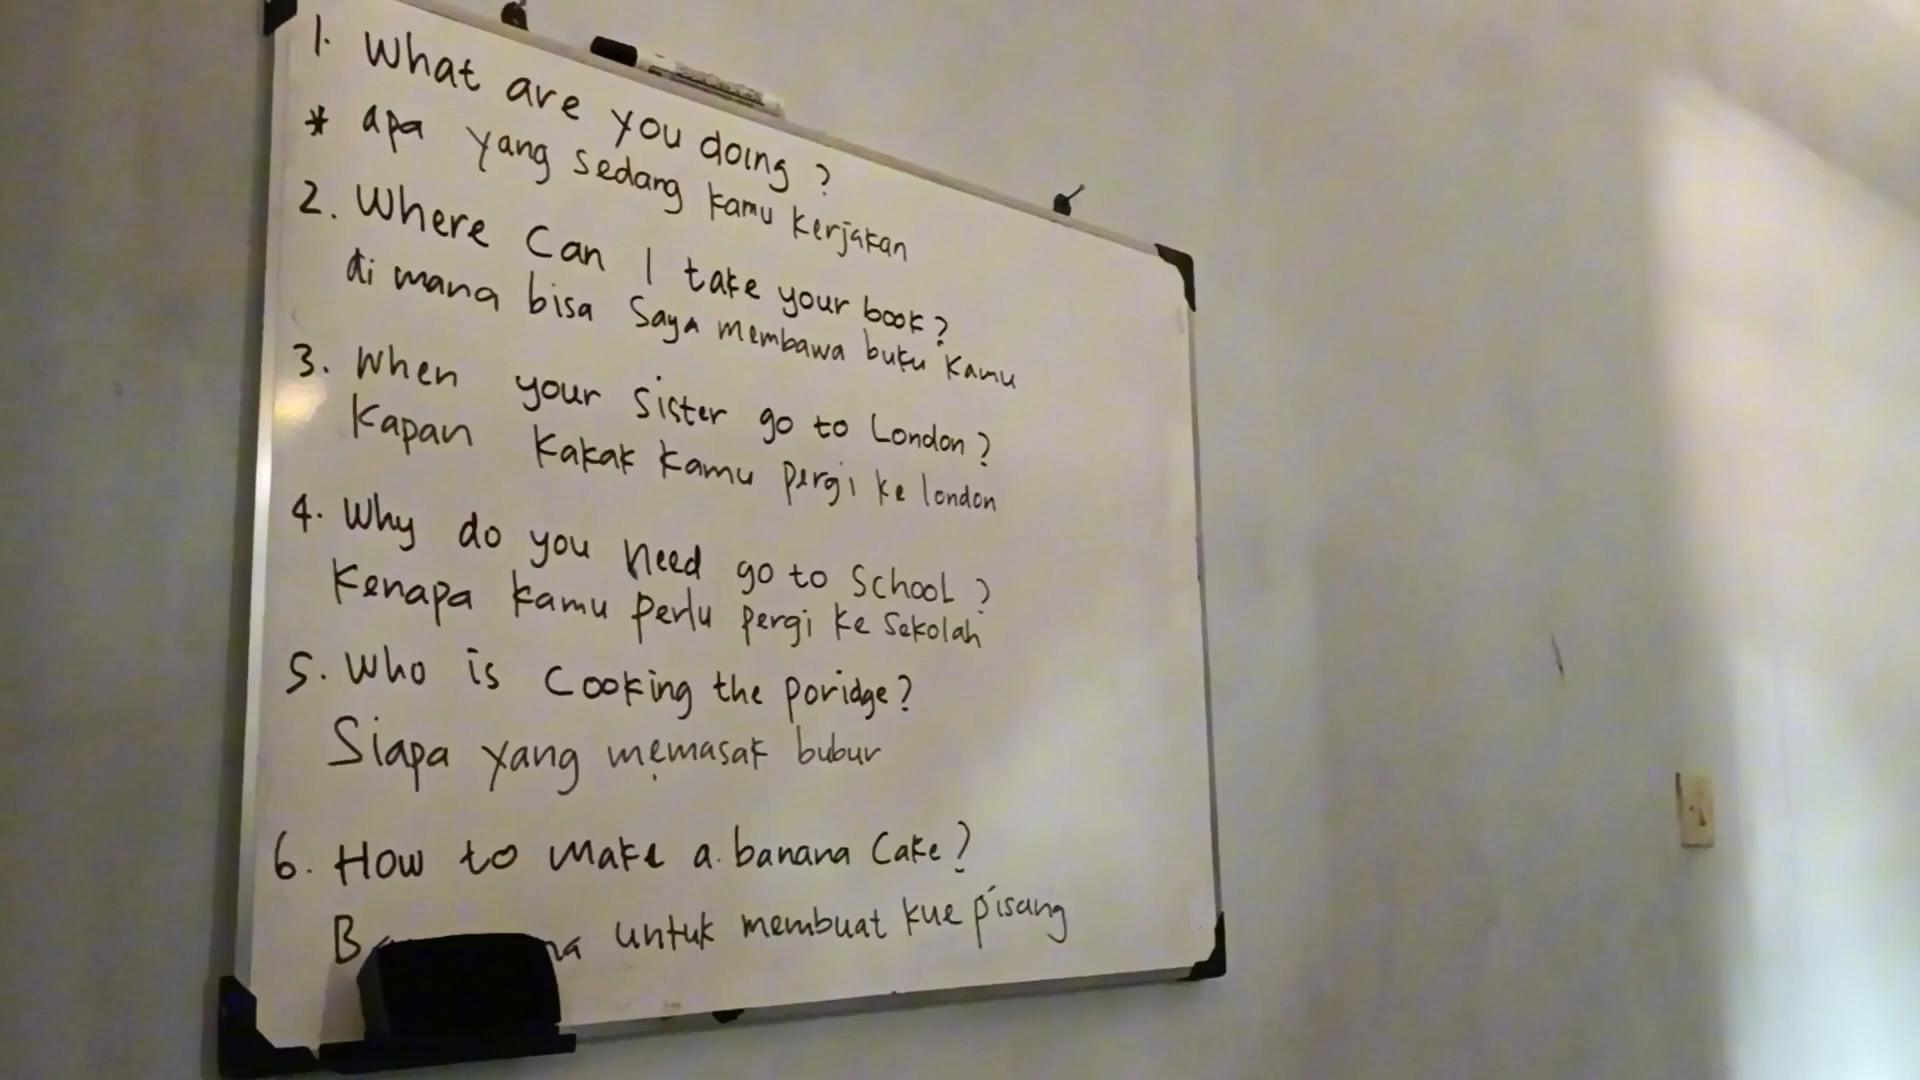 1. What are you doing?
* apa yang sedang kamu kerjakan
2. Where Can I take your book?
di mana bisa Saya membawa buku kamu
3. When your Sister go to London?
Kapan Kakak kamu pergi ke london
4. Why do you Need go to School?
Kenapa kamu perlu pergi ke Sekolah
5. Who is Cooking the poridge?
Siapa yang memasak bubur
6. How to Make a banana Cake?
untuk membuat kue pisang